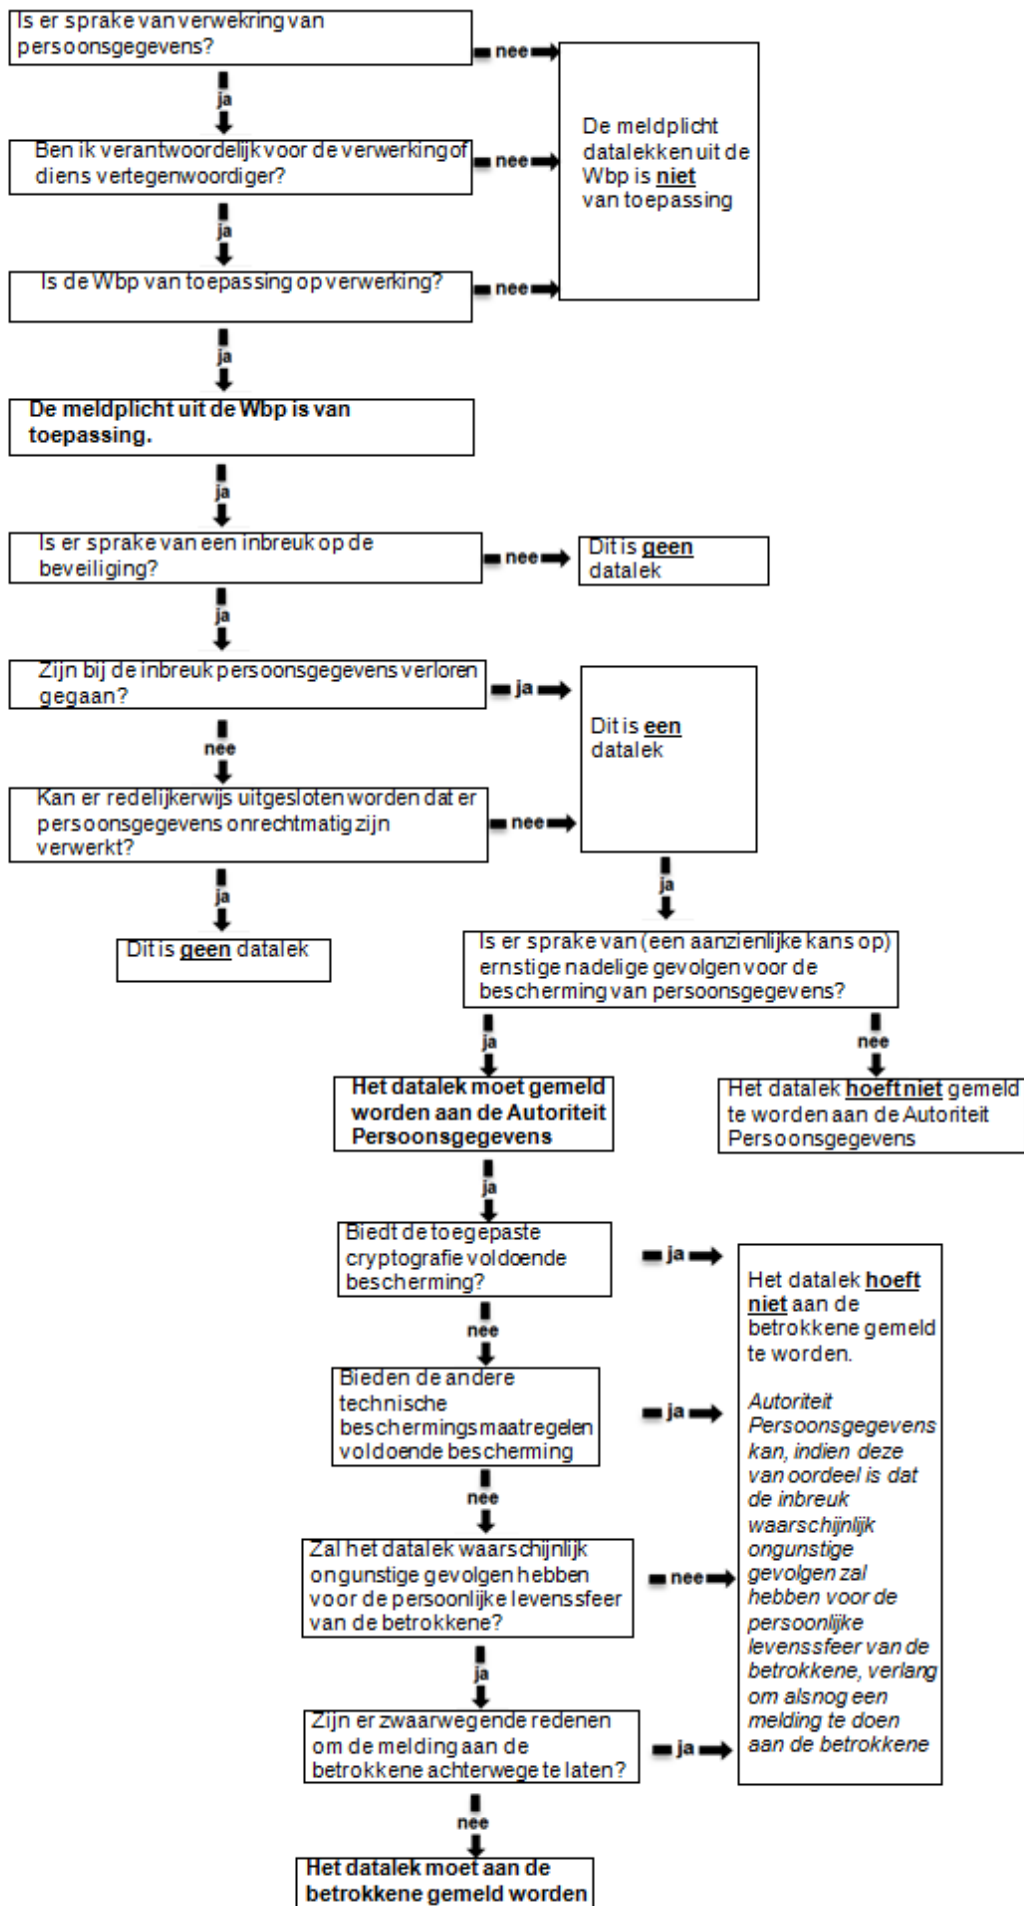 Is er sprake van verwekring van
persoonsgegevens?
nee
ja
De meldplicht
datalekken uit de
Wbp is niet
van toepassing
Ben ik verantwoordelijk voor de verwerking of
diens vertegenwoordiger?
nee
ja
Is de Wbp van toepassing op verwerking?
nee
ja
De meldplicht uit de Wbp is van
toepassing.
ja
Is er sprake van een inbreuk op de
beveiliging?
nee
Dit is geen
datalek
ja
Zijn bij de inbreuk persoonsgegevens verloren
gegaan?
ja
Dit is een
datalek
nee
Kan er redelijkerwijs uitgesloten worden dat er
persoonsgegevens onrechtmatig zijn
verwerkt?
nee
ja
ja
Dit is geen datalek
Is er sprake van (een aanzienlijke kans op)
ernstige nadelige gevolgen voor de
bescherming van persoonsgegevens?
ja
nee
Het datalek moet gemeld
worden aan de Autoriteit
Persoonsgegevens
Het datalek hoeft niet gemeld
te worden aan de Autoriteit
Persoonsgegevens
ja
Biedt de toegepaste
cryptografie voldoende
bescherming?
ja
nee
Bieden de andere
technische
beschermingsmaatregelen
voldoende bescherming
ja
nee
Zal het datalek waarschijnlijk
ongunstige gevolgen hebben
voor de persoonlijke levenssfeer
van de betrokkene?
nee
ja
Zijn er zwaarwegende redenen
om de melding aan de
betrokkene achterwege te laten?
ja
Het datalek hoeft
niet aan de
betrokkene gemeld
te worden.
Autoriteit
Persoonsgegevens
kan, indien deze
van oordeel is dat
de inbreuk
waarschijnlijk
ongunstige
gevolgen zal
hebben voor de
persoonlijke
levenssfeer van de
betrokkene, verlang
om alsnog een
melding te doen
aan de betrokkene
nee
Het datalek moet aan de
betrokkene gemeld worden